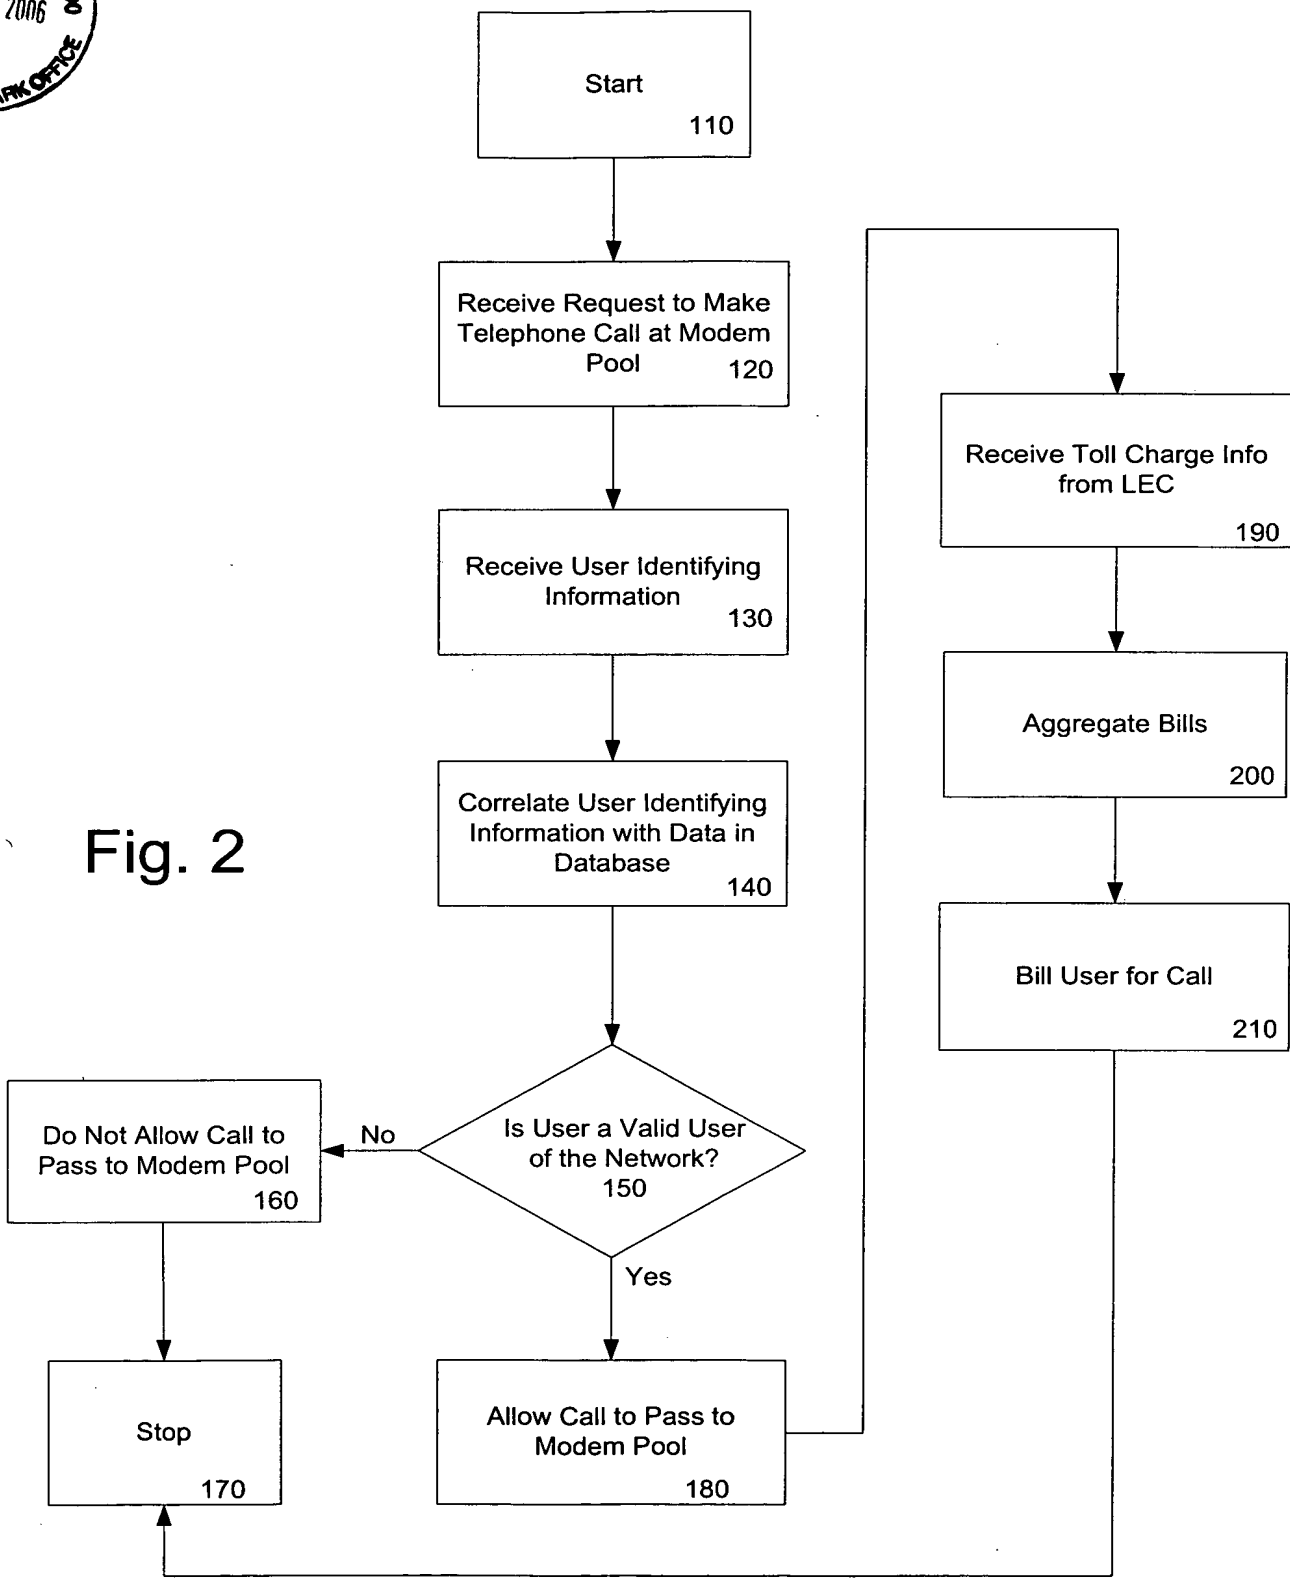 2006
OFFICE
Start
110
Receive Request to Make
Telephone Call at Modem
Pool
120
Receive User Identifying
Information
130
Correlate User Identifying
Information with Data in
Database
140
Fig. 2
Is User a Valid User
of the Network?
150
No
Yes
Do Not Allow Call to
Pass to Modem Pool
160
Stop
170
Allow Call to Pass to
Modem Pool
180
Receive Toll Charge Info
from LEC
190
Aggregate Bills
200
Bill User for Call
210